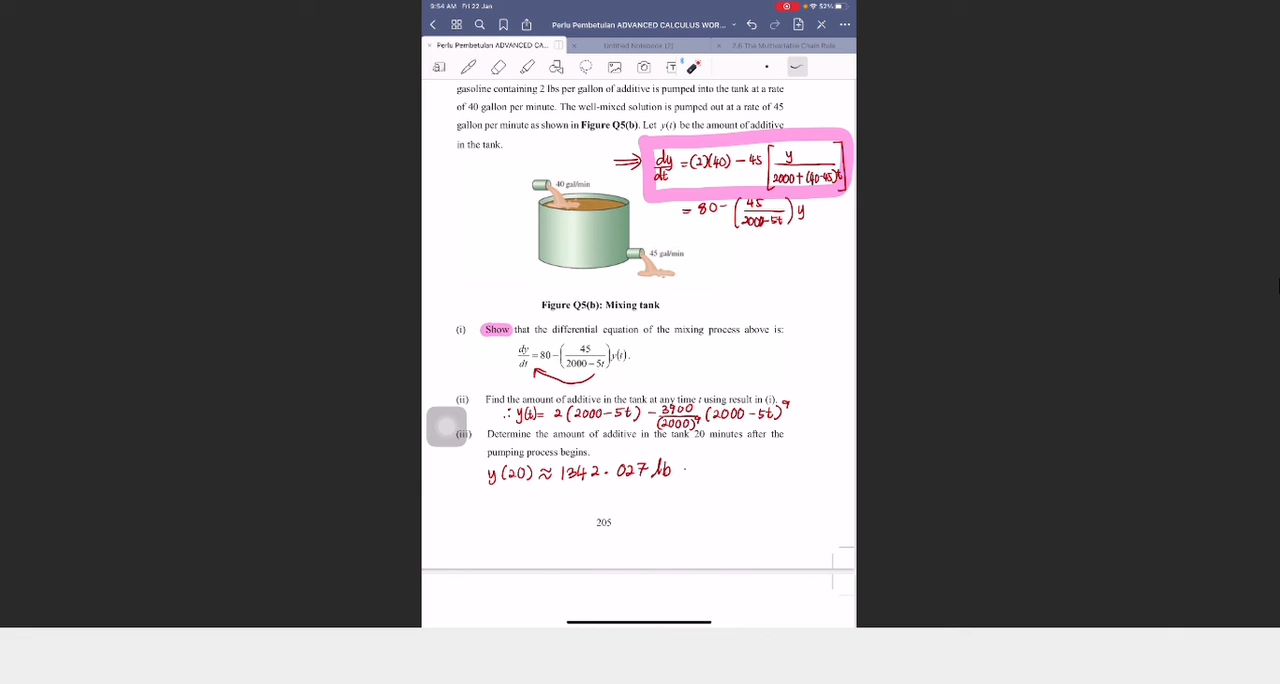 9:54 AM Fri 22 Jan
52%
Perlu Pembetulan ADVANCED CALCULUS WOR...
Perlu Pembetulan ADVANCED CA...
Untitled Notebook (2)
7.6 The Multivariable Chain Rule
gasoline containing 2 lbs per gallon of additive is pumped into the tank at a rate
of 40 gallon per minute. The well-mixed solution is pumped out at a rate of 45
gallon per minute as shown in Figure Q5(b). Let y(t) be the amount of additive
in the tank.
⇒ dy/dt = (2)(40) - 45 [y/(2000+(40-45)t)]
= 80 - (45/(2000-5t)) y
40 gal/min
45 gal/min
Figure Q5(b): Mixing tank
(i) Show that the differential equation of the mixing process above is:
dy/dt = 80 - (45/(2000-5t)) y(t).
(ii) Find the amount of additive in the tank at any time t using result in (i).
∴ y(t) = 2(2000-5t) - 3900/(2000)^9 (2000-5t)^9
(iii) Determine the amount of additive in the tank 20 minutes after the
pumping process begins.
y(20) ≈ 1342.027 lb.
205